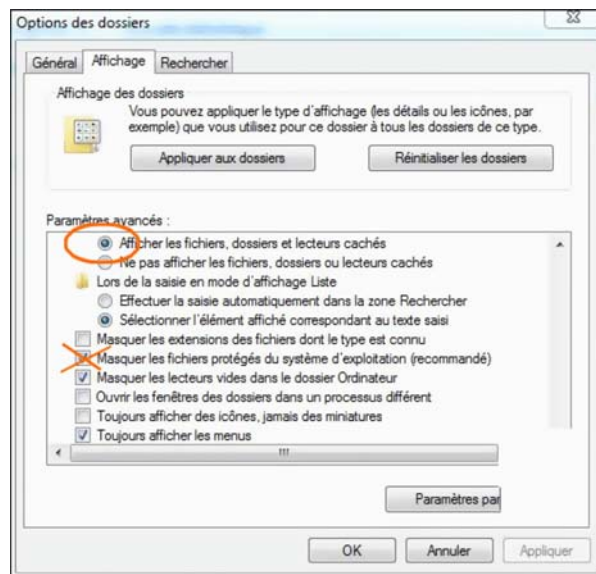 Options des dossiers
Général
Affichage
Rechercher
Affichage des dossiers
Vous pouvez appliquer le type d'affichage (les détails ou les icônes, par
exemple) que vous utilisez pour ce dossier à tous les dossiers de ce type.
Appliquer aux dossiers
Réinitialiser les dossiers
Paramètres avancés :
Afficher les fichiers, dossiers et lecteurs cachés
Ne pas afficher les fichiers, dossiers ou lecteurs cachés
Lors de la saisie en mode d'affichage Liste
Effectuer la saisie automatiquement dans la zone Rechercher
Sélectionner l'élément affiché correspondant au texte saisi
Masquer les extensions des fichiers dont le type est connu
Masquer les fichiers protégés du système d'exploitation (recommandé)
Masquer les lecteurs vides dans le dossier Ordinateur
Ouvrir les fenêtres des dossiers dans un processus différent
Toujours afficher des icônes, jamais des miniatures
Toujours afficher les menus
Paramètres par
OK
Annuler
Appliquer